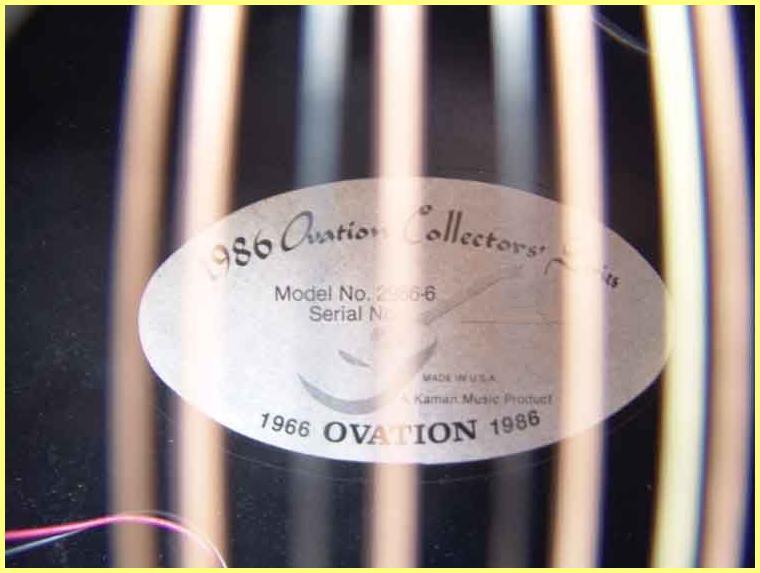 1986 Ovation Collectors' Series
Model No. 2986-6
Serial No.
MADE IN U.S.A.
A Kaman Music Product
1966 OVATION 1986